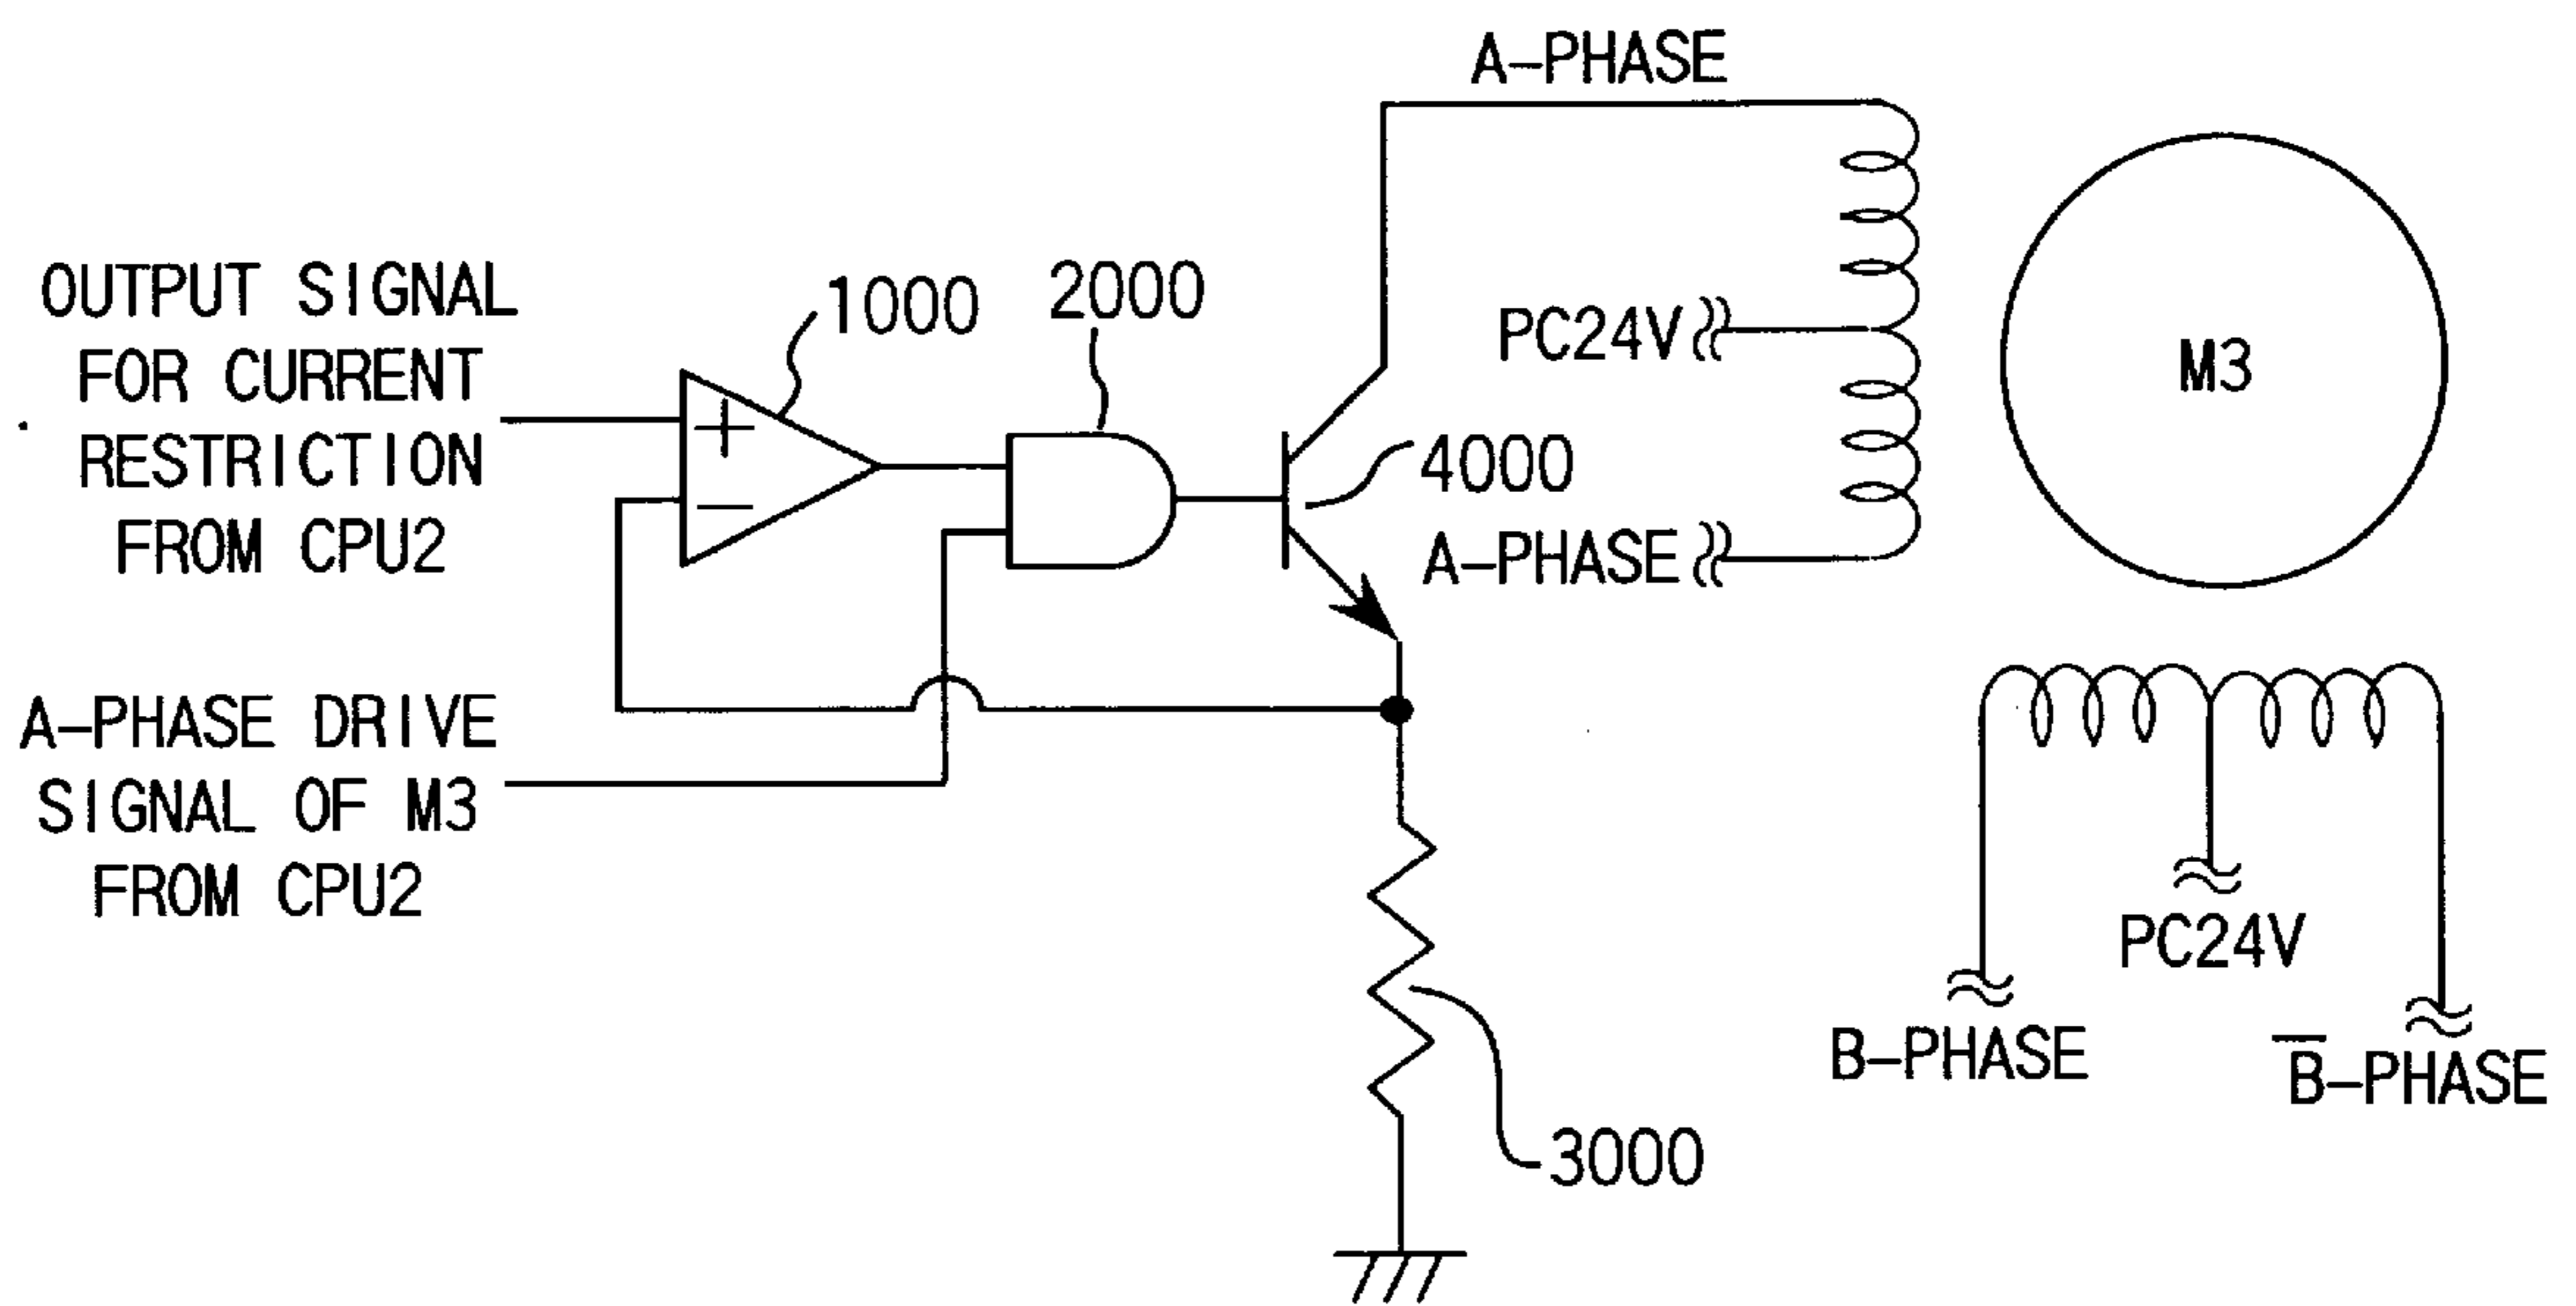 A-PHASE
OUTPUT SIGNAL
FOR CURRENT
RESTRICTION
FROM CPU2
1000
2000
+
−
4000
PC24V
M3
A-PHASE
A-PHASE DRIVE
SIGNAL OF M3
FROM CPU2
PC24V
B-PHASE
B̅-PHASE
3000